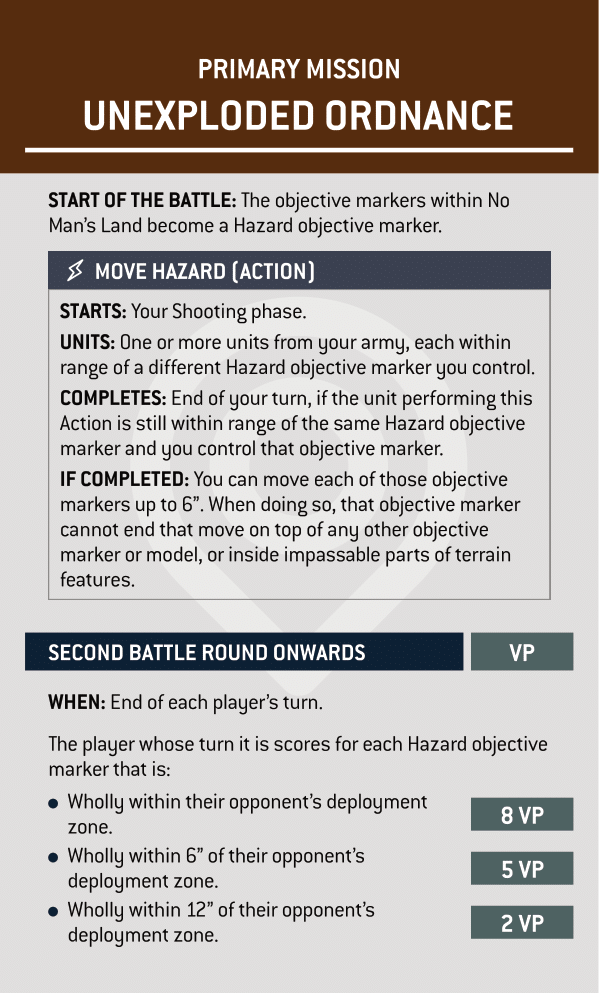 PRIMARY MISSION
UNEXPLODED ORDNANCE
START OF THE BATTLE: The objective markers within No
Man's Land become a Hazard objective marker.
MOVE HAZARD (ACTION)
STARTS: Your Shooting phase.
UNITS: One or more units from your army, each within
range of a different Hazard objective marker you control.
COMPLETES: End of your turn, if the unit performing this
Action is still within range of the same Hazard objective
marker and you control that objective marker.
IF COMPLETED: You can move each of those objective
markers up to 6”. When doing so, that objective marker
cannot end that move on top of any other objective
marker or model, or inside impassable parts of terrain
features.
SECOND BATTLE ROUND ONWARDS VP
WHEN: End of each player's turn.
The player whose turn it is scores for each Hazard objective
marker that is:
• Wholly within their opponent's deployment
zone.
8 VP
• Wholly within 6” of their opponent's
deployment zone.
5 VP
• Wholly within 12” of their opponent's
deployment zone.
2 VP